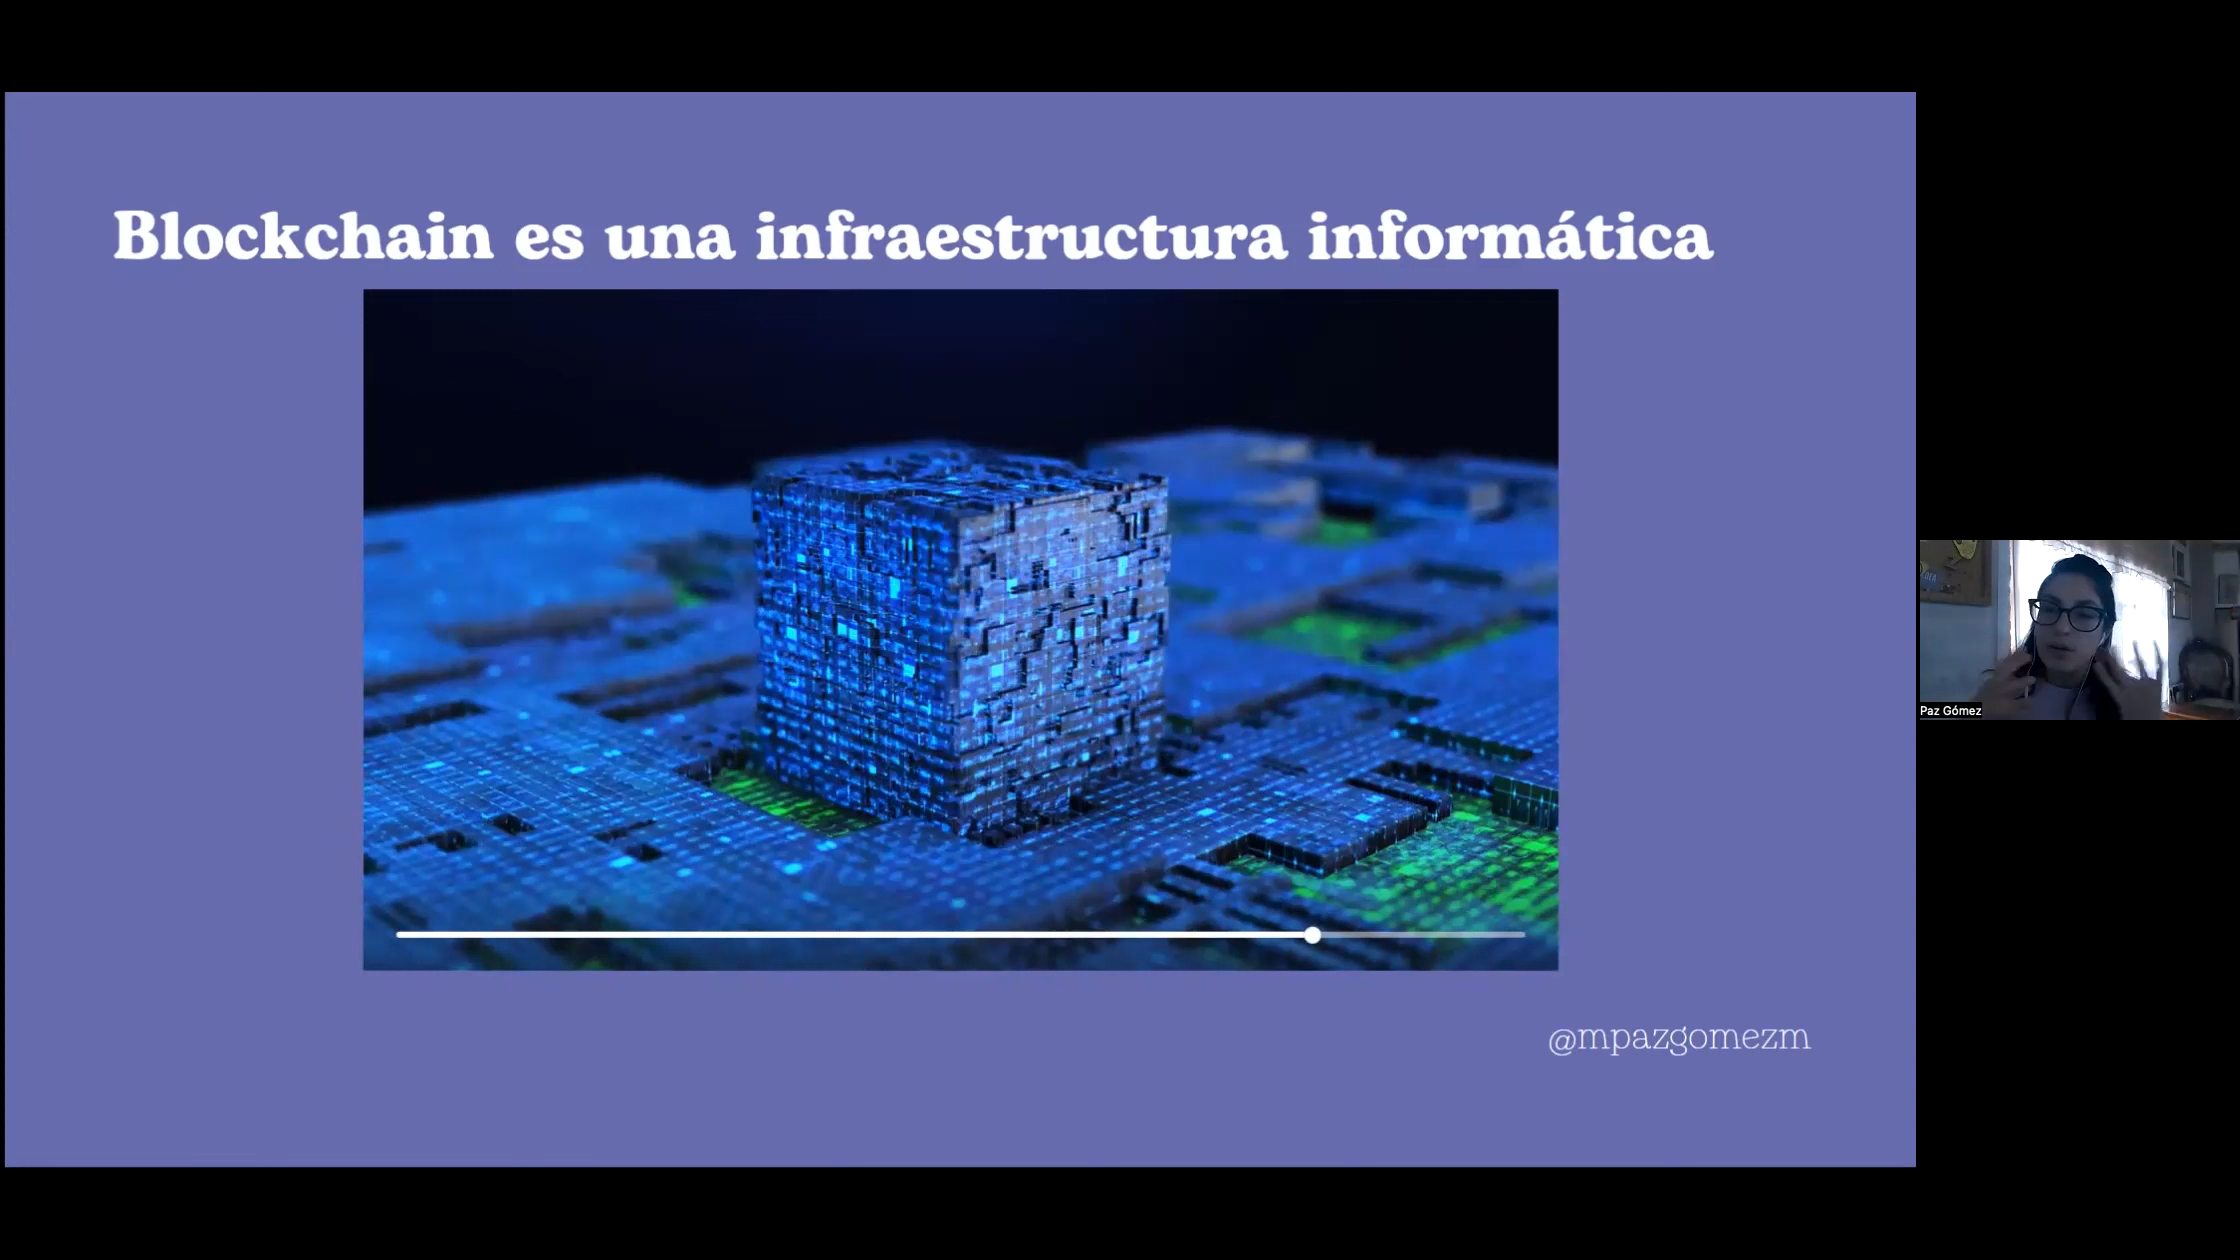 Blockchain es una infraestructura informática
@mpazgomezm
Paz Gómez